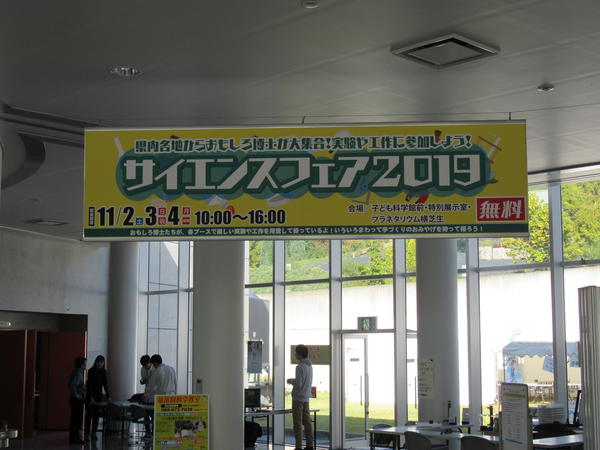 県内各地からおもしろ博士が大集合!実験や工作に参加しよう!
サイエンスフェア2019
11/2土3日祝4月
10:00〜16:00
会場 子ども科学館前・特別展示室・
プラネタリウム横芝生
無料
おもしろ博士たちが、各ブースで楽しい実験や工作を用意して待っているよ!いろいろまわって学びづくりのおみやげを持って帰ろう!